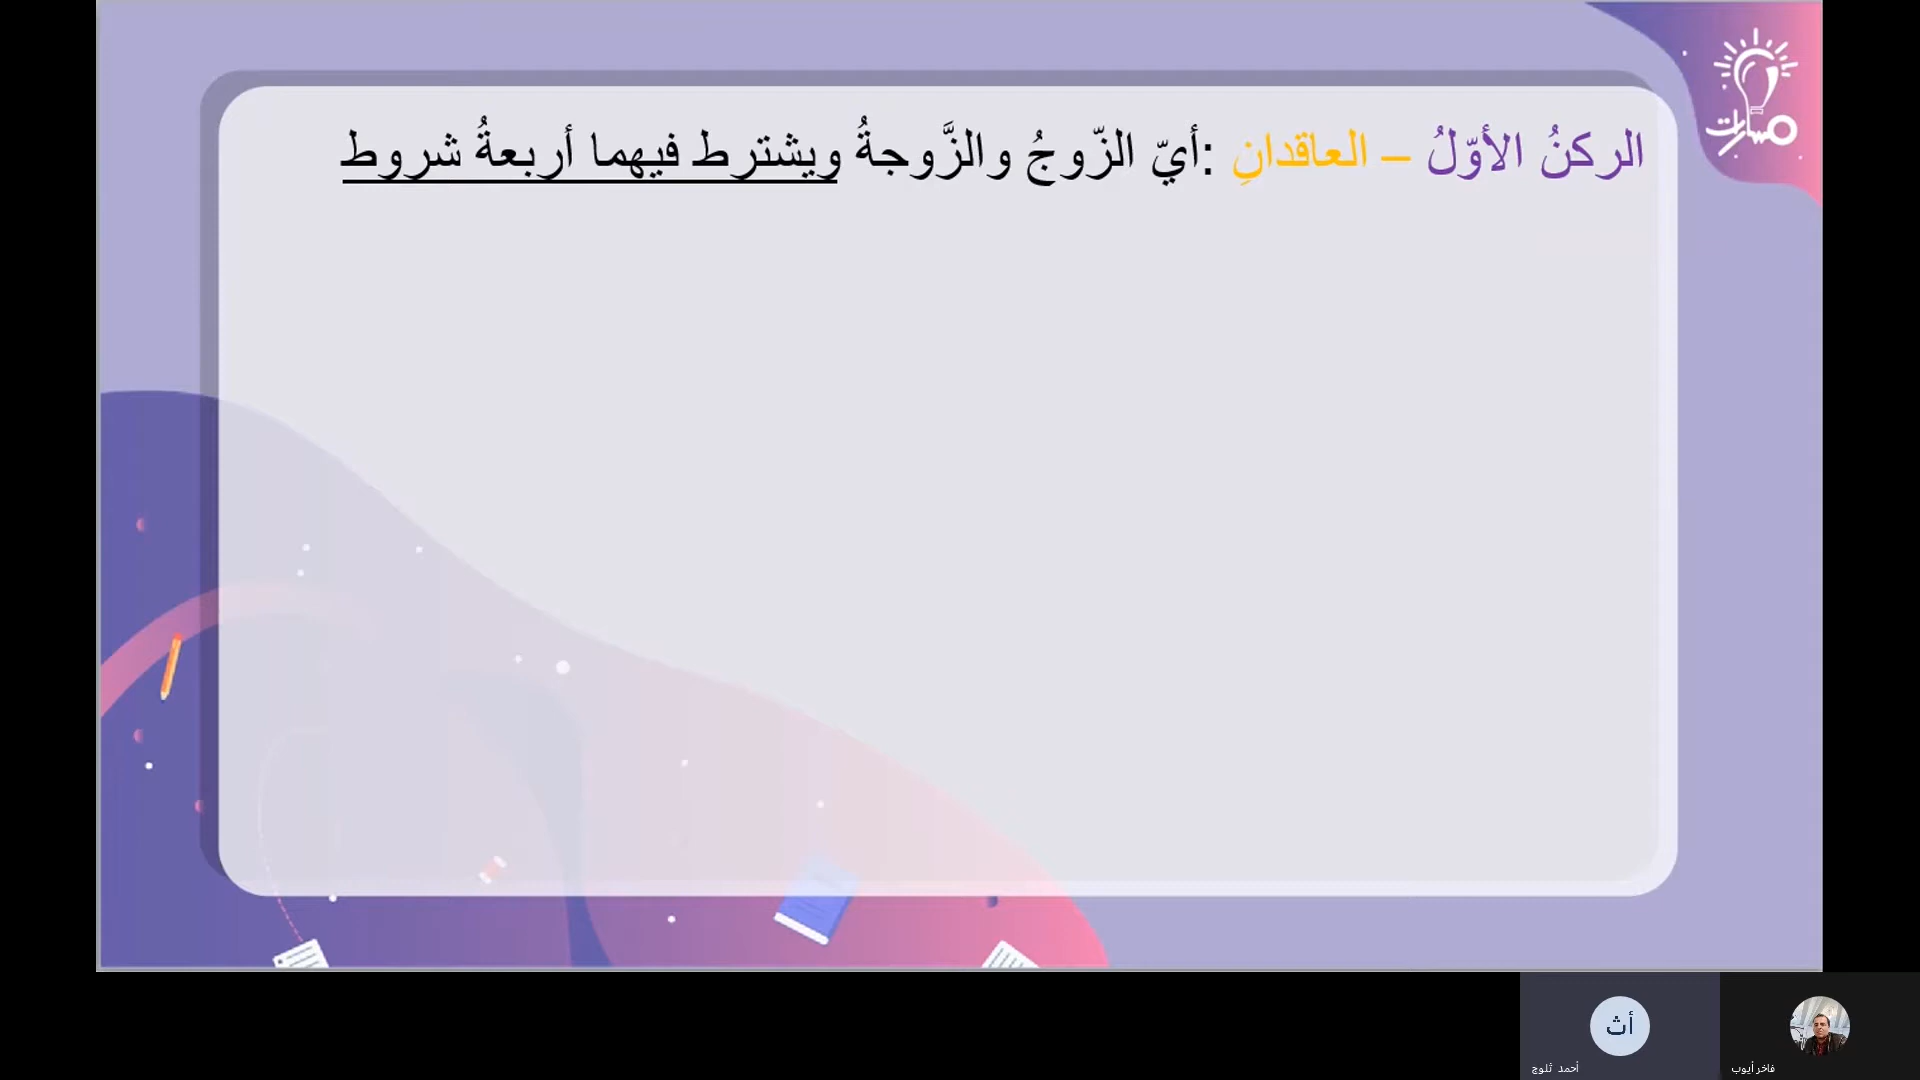 مسارات
الركنُ الأوّلُ – العاقدانِ :أيّ الزّوجُ والزَّوجةُ ويشترط فيهما أربعةُ شروط
أث
أحمد ثلوج
فاخر أيوب